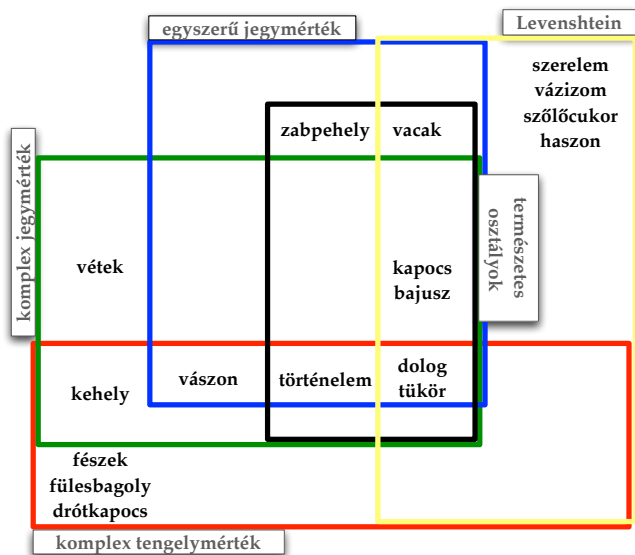 egyszerű jegymérték
Levenshtein
szerelem
vázizom
szőlőcukor
haszon
zabpehely
vacak
komplex jegymérték
természetes
osztályok
vétek
kapocs
bajusz
kehely
vászon
történelem
dolog
tükör
fészek
fülesbagoly
drótkapocs
komplex tengelymérték